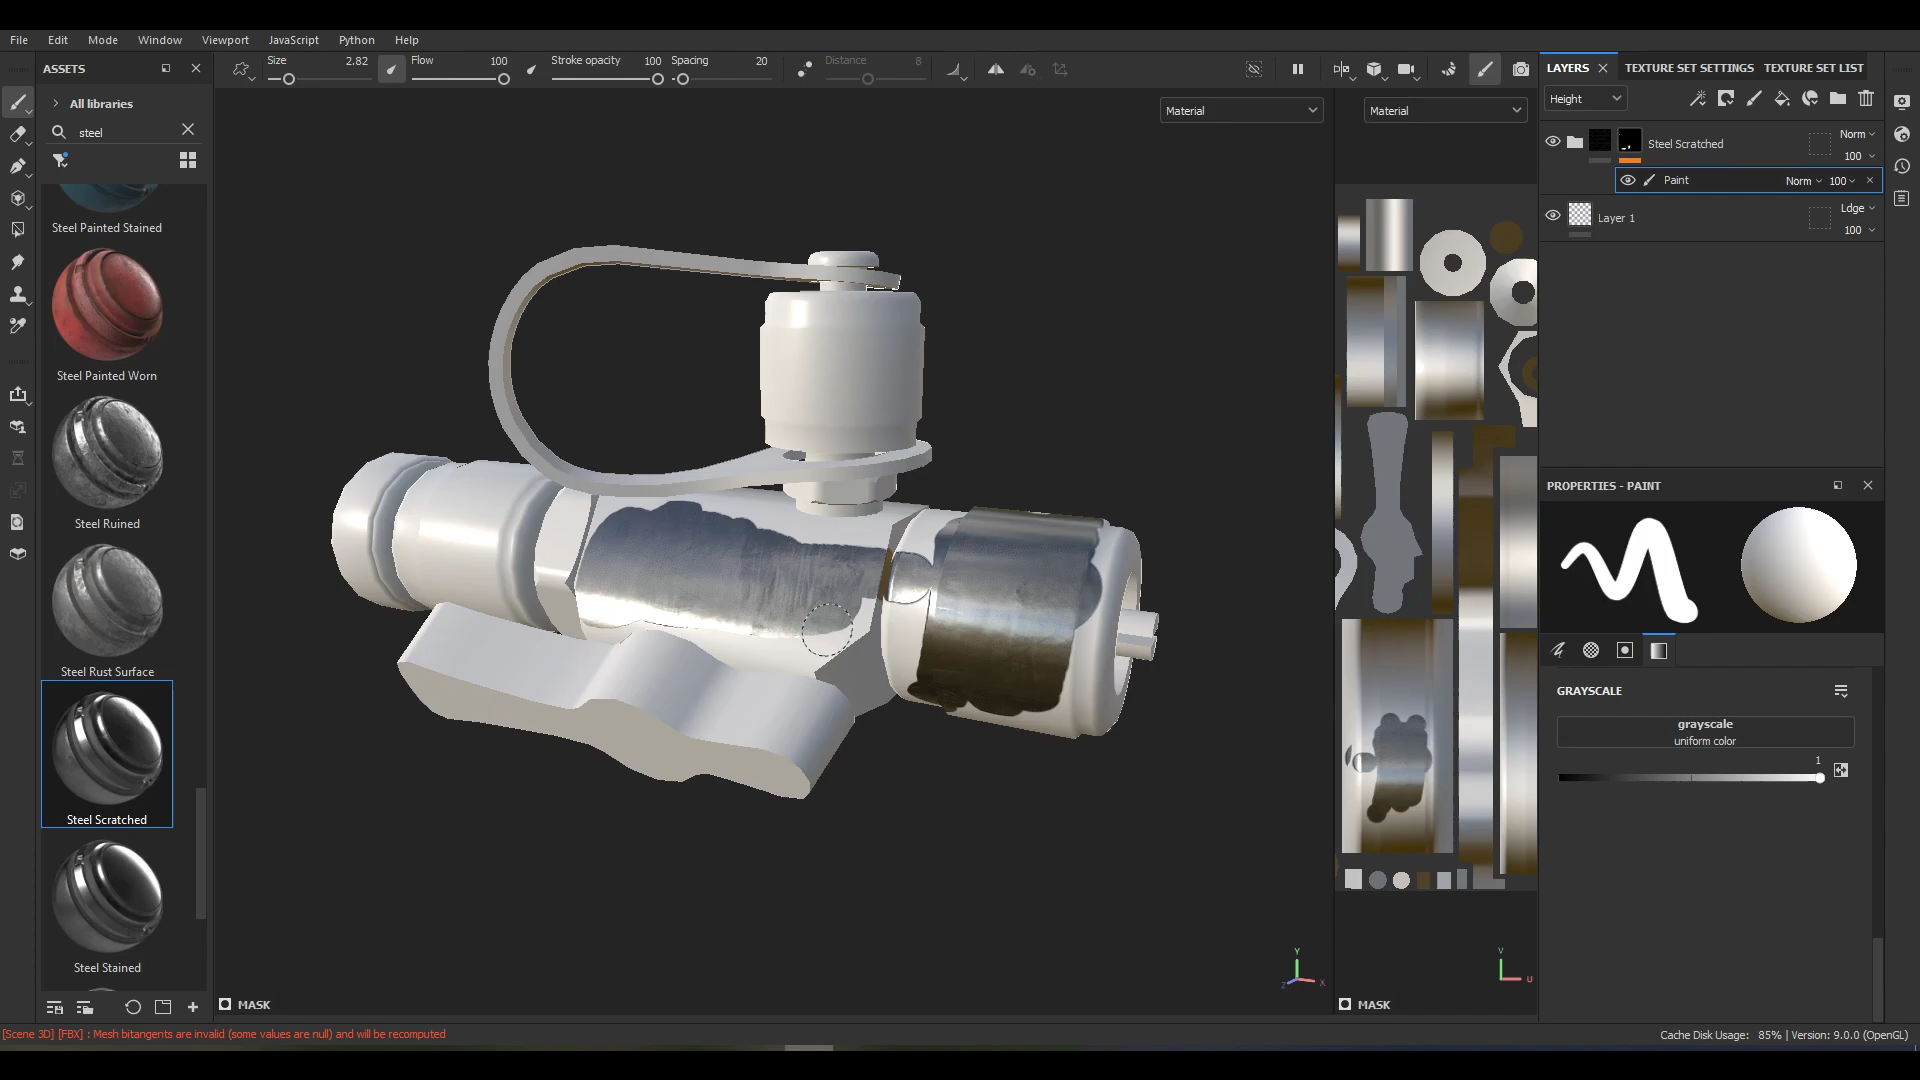 File Edit Mode Window Viewport JavaScript Python Help
ASSETS
Size 2.82 Flow 100 Stroke opacity 100 Spacing 20 Distance 8
LAYERS TEXTURE SET SETTINGS TEXTURE SET LIST
All libraries
steel
Material
Material
Height
Steel Scratched Norm
100
Paint Norm 100
Layer 1 Ldge
100
Steel Painted Stained
Steel Painted Worn
Steel Ruined
Steel Rust Surface
Steel Scratched
Steel Stained
PROPERTIES - PAINT
GRAYSCALE
grayscale
uniform color
1
Y
X
Z
V
U
MASK
MASK
[Scene 3D] [FBX] : Mesh bitangents are invalid (some values are null) and will be recomputed
Cache Disk Usage: 85% | Version: 9.0.0 (OpenGL)